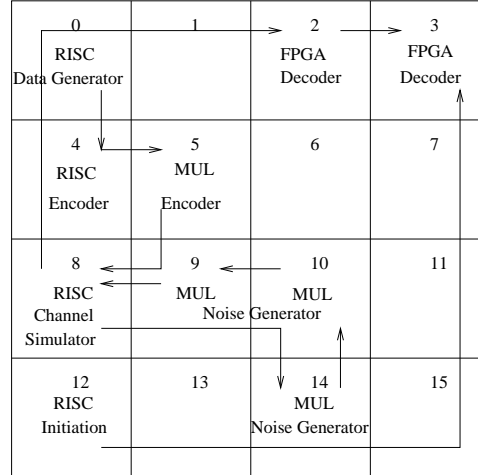 0 1 2 3
RISC FPGA FPGA
Data Generator Decoder Decoder
4 5 6 7
RISC MUL
Encoder Encoder
8 9 10 11
RISC MUL MUL
Channel Noise Generator
Simulator
12 13 14 15
RISC MUL
Initiation Noise Generator